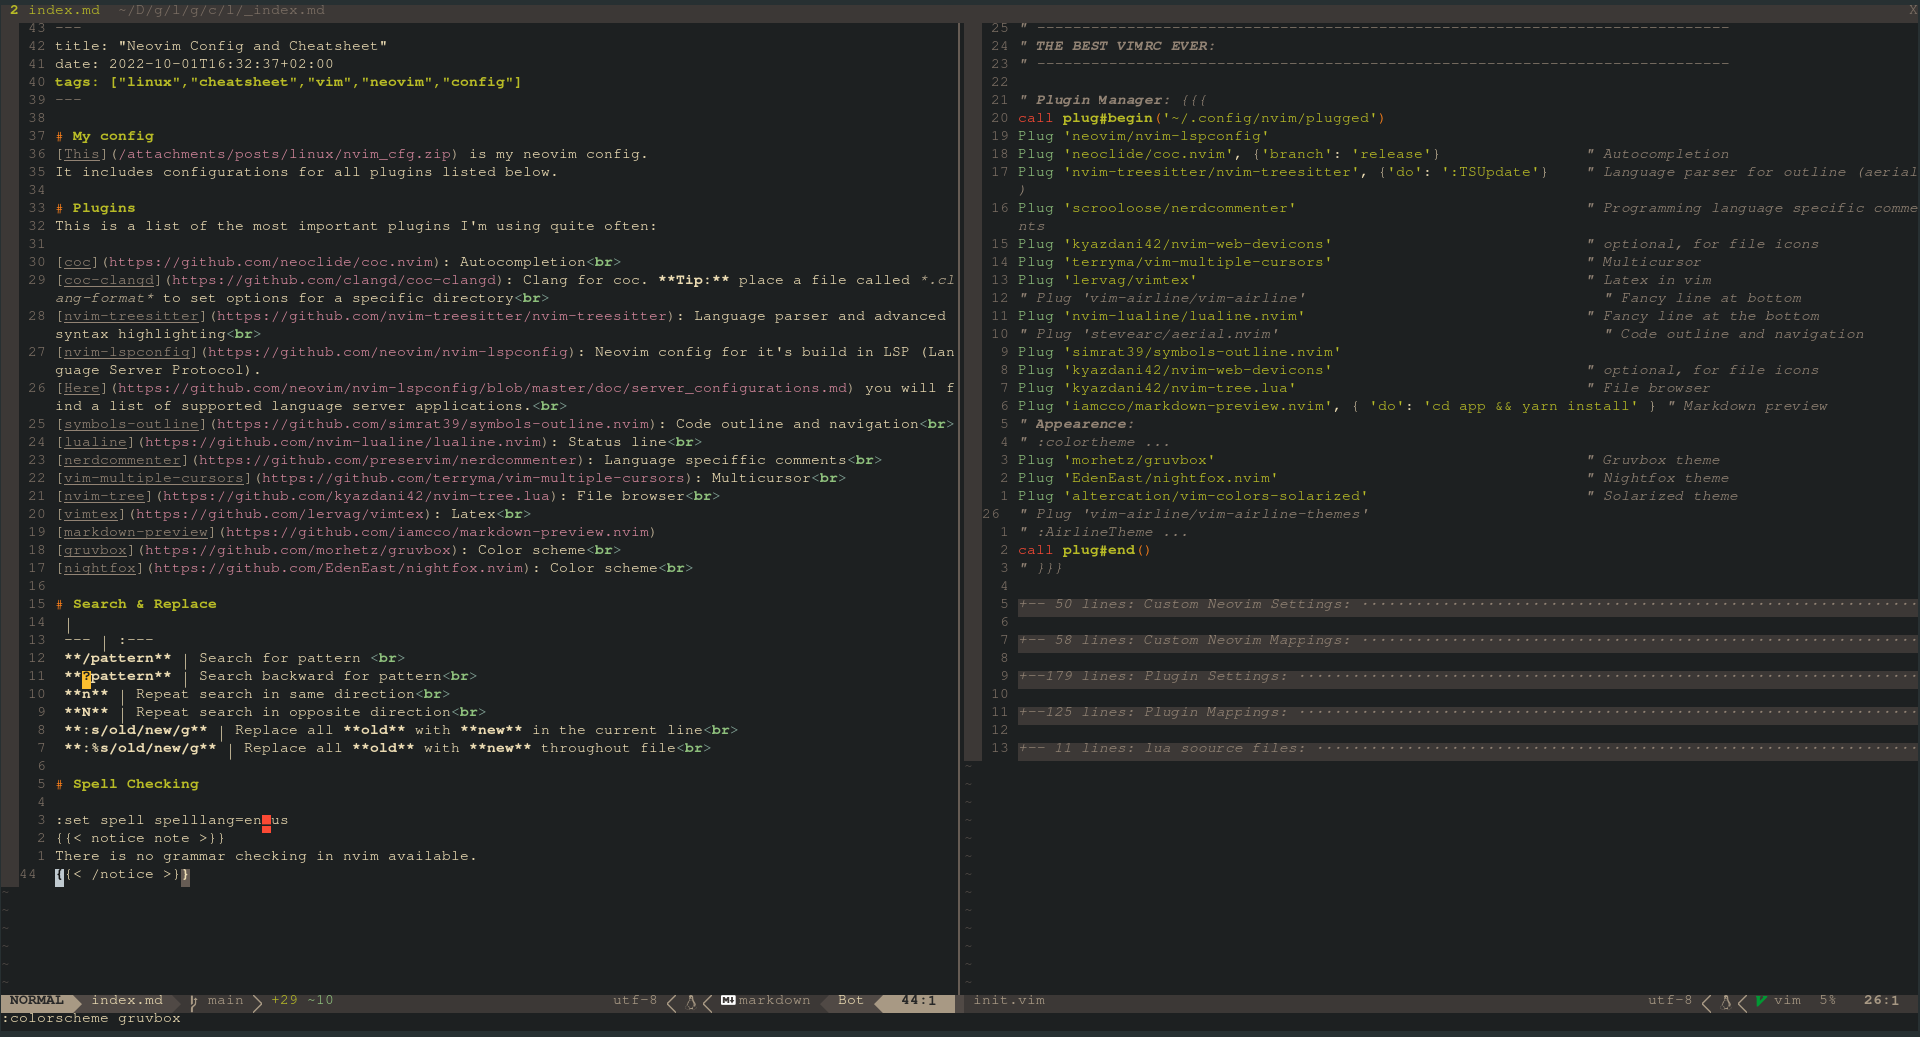 2 index.md  ~/D/g/l/g/c/l/_index.md X
43 ---
42 title: "Neovim Config and Cheatsheet"
41 date: 2022-10-01T16:32:37+02:00
40 tags: ["linux","cheatsheet","vim","neovim","config"]
39 ---
38
37 # My config
36 [This](/attachments/posts/linux/nvim_cfg.zip) is my neovim config.
35 It includes configurations for all plugins listed below.
34
33 # Plugins
32 This is a list of the most important plugins I'm using quite often:
31
30 [coc](https://github.com/neoclide/coc.nvim): Autocompletion<br>
29 [coc-clangd](https://github.com/clangd/coc-clangd): Clang for coc. **Tip:** place a file called *.cl
ang-format* to set options for a specific directory<br>
28 [nvim-treesitter](https://github.com/nvim-treesitter/nvim-treesitter): Language parser and advanced
syntax highlighting<br>
27 [nvim-lspconfig](https://github.com/neovim/nvim-lspconfig): Neovim config for it's build in LSP (Lan
guage Server Protocol).
26 [Here](https://github.com/neovim/nvim-lspconfig/blob/master/doc/server_configurations.md) you will f
ind a list of supported language server applications.<br>
25 [symbols-outline](https://github.com/simrat39/symbols-outline.nvim): Code outline and navigation<br>
24 [lualine](https://github.com/nvim-lualine/lualine.nvim): Status line<br>
23 [nerdcommenter](https://github.com/preservim/nerdcommenter): Language speciffic comments<br>
22 [vim-multiple-cursors](https://github.com/terryma/vim-multiple-cursors): Multicursor<br>
21 [nvim-tree](https://github.com/kyazdani42/nvim-tree.lua): File browser<br>
20 [vimtex](https://github.com/lervag/vimtex): Latex<br>
19 [markdown-preview](https://github.com/iamcco/markdown-preview.nvim)
18 [gruvbox](https://github.com/morhetz/gruvbox): Color scheme<br>
17 [nightfox](https://github.com/EdenEast/nightfox.nvim): Color scheme<br>
16
15 # Search & Replace
14  |
13  --- | :---
12  **/pattern** | Search for pattern <br>
11  **?pattern** | Search backward for pattern<br>
10  **n** | Repeat search in same direction<br>
9  **N** | Repeat search in opposite direction<br>
8  **:s/old/new/g** | Replace all **old** with **new** in the current line<br>
7  **:%s/old/new/g** | Replace all **old** with **new** throughout file<br>
6
5 # Spell Checking
4
3 :set spell spelllang=en_us
2 {{< notice note >}}
1 There is no grammar checking in nvim available.
44 {{< /notice >}}
NORMAL index.md main +29 ~10 utf-8 markdown Bot 44:1
25 " -----------------------------------------------------------------------------
24 " THE BEST VIMRC EVER:
23 " -----------------------------------------------------------------------------
22
21 " Plugin Manager: {{{
20 call plug#begin('~/.config/nvim/plugged')
19 Plug 'neovim/nvim-lspconfig'
18 Plug 'neoclide/coc.nvim', {'branch': 'release'} " Autocompletion
17 Plug 'nvim-treesitter/nvim-treesitter', {'do': ':TSUpdate'} " Language parser for outline (aerial
)
16 Plug 'scrooloose/nerdcommenter' " Programming language specific comme
nts
15 Plug 'kyazdani42/nvim-web-devicons' " optional, for file icons
14 Plug 'terryma/vim-multiple-cursors' " Multicursor
13 Plug 'lervag/vimtex' " Latex in vim
12 " Plug 'vim-airline/vim-airline' " Fancy line at bottom
11 Plug 'nvim-lualine/lualine.nvim' " Fancy line at the bottom
10 " Plug 'stevearc/aerial.nvim' " Code outline and navigation
9 Plug 'simrat39/symbols-outline.nvim'
8 Plug 'kyazdani42/nvim-web-devicons' " optional, for file icons
7 Plug 'kyazdani42/nvim-tree.lua' " File browser
6 Plug 'iamcco/markdown-preview.nvim', { 'do': 'cd app && yarn install' } " Markdown preview
5 " Appearence:
4 " :colortheme ...
3 Plug 'morhetz/gruvbox' " Gruvbox theme
2 Plug 'EdenEast/nightfox.nvim' " Nightfox theme
1 Plug 'altercation/vim-colors-solarized' " Solarized theme
26 " Plug 'vim-airline/vim-airline-themes'
1 " :AirlineTheme ...
2 call plug#end()
3 " }}}
4
5 +-- 50 lines: Custom Neovim Settings: ·····
6
7 +-- 58 lines: Custom Neovim Mappings: ·····
8
9 +--179 lines: Plugin Settings: ·····
10
11 +--125 lines: Plugin Mappings: ·····
12
13 +-- 11 lines: lua soource files: ·····
init.vim utf-8 vim 5% 26:1
:colorscheme gruvbox